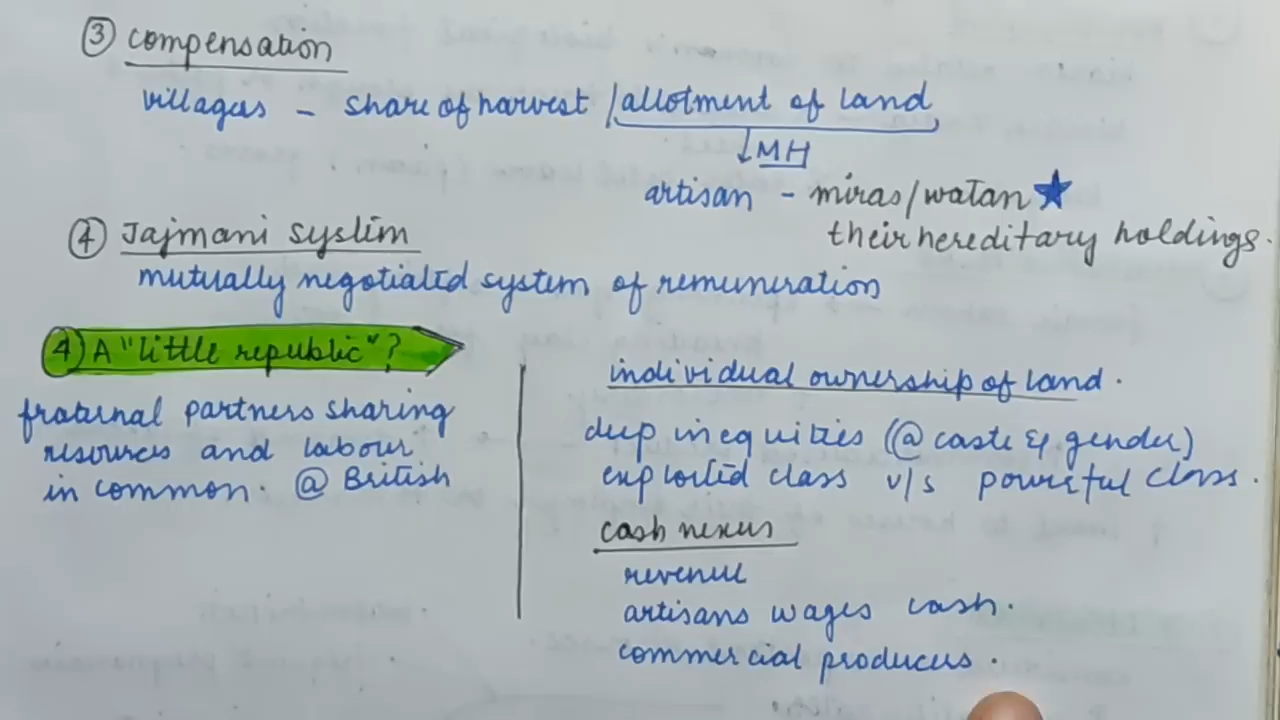 ③ compensation
villages – share of harvest / allotment of land
↓ MH
artisan – miras/watan ★
their hereditary holdings.
④ Jajmani system
mutually negotiated system of remuneration
4) A "little republic"?
fraternal partners sharing
resources and labour
in common. @ British
individual ownership of land.
deep inequities (@ caste & gender)
exploited class v/s powerful class.
cash nexus
revenue
artisans wages cash.
commercial producers.